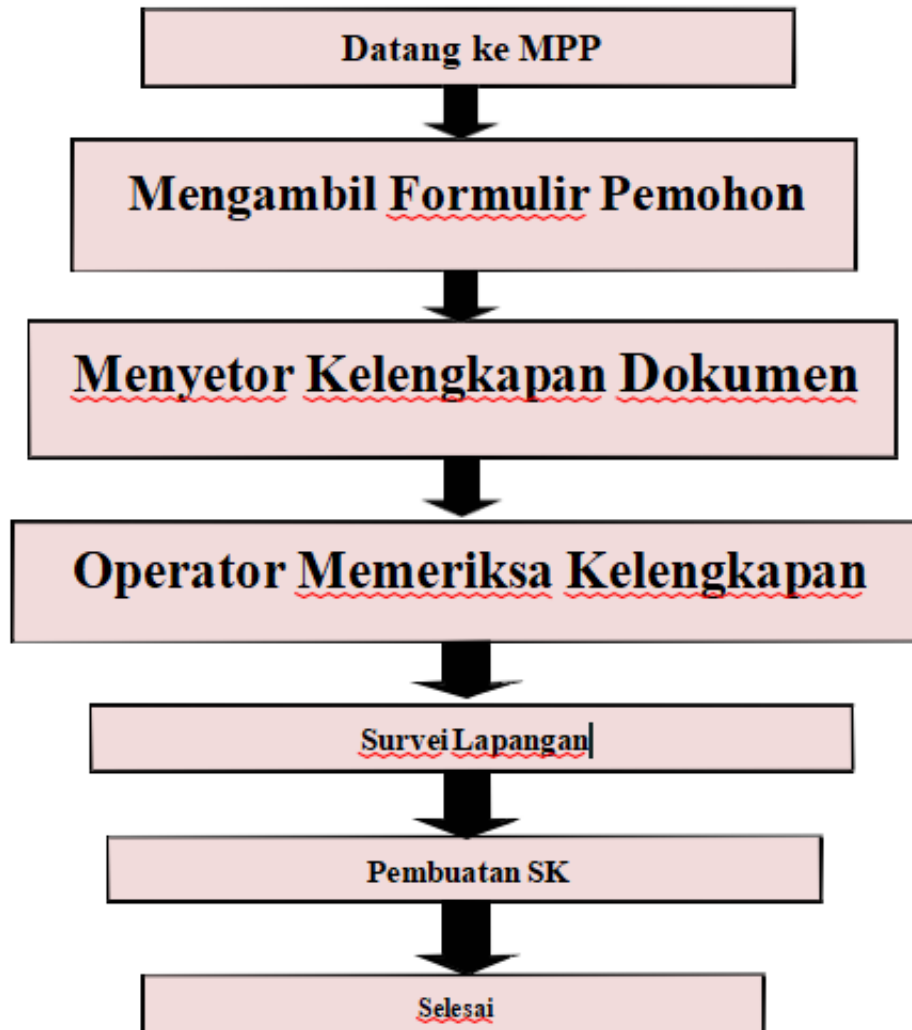 Datang ke MPP
Mengambil Formulir Pemohon
Menyetor Kelengkapan Dokumen
Operator Memeriksa Kelengkapan
Survei Lapangan
Pembuatan SK
Selesai